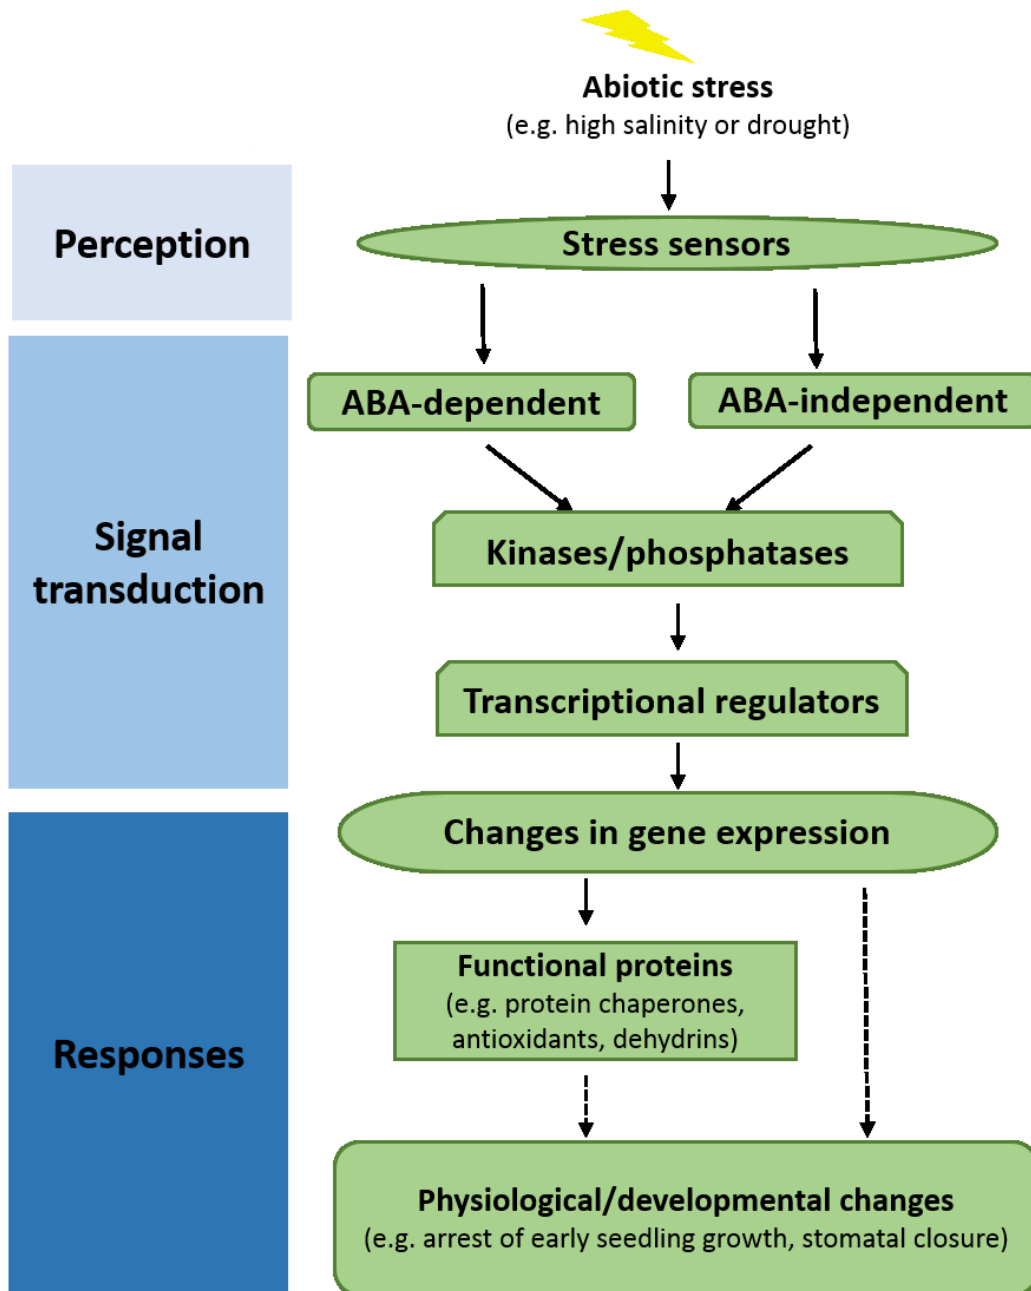 Abiotic stress
(e.g. high salinity or drought)
Perception
Stress sensors
ABA-dependent
ABA-independent
Signal
transduction
Kinases/phosphatases
Transcriptional regulators
Changes in gene expression
Responses
Functional proteins
(e.g. protein chaperones,
antioxidants, dehydrins)
Physiological/developmental changes
(e.g. arrest of early seedling growth, stomatal closure)